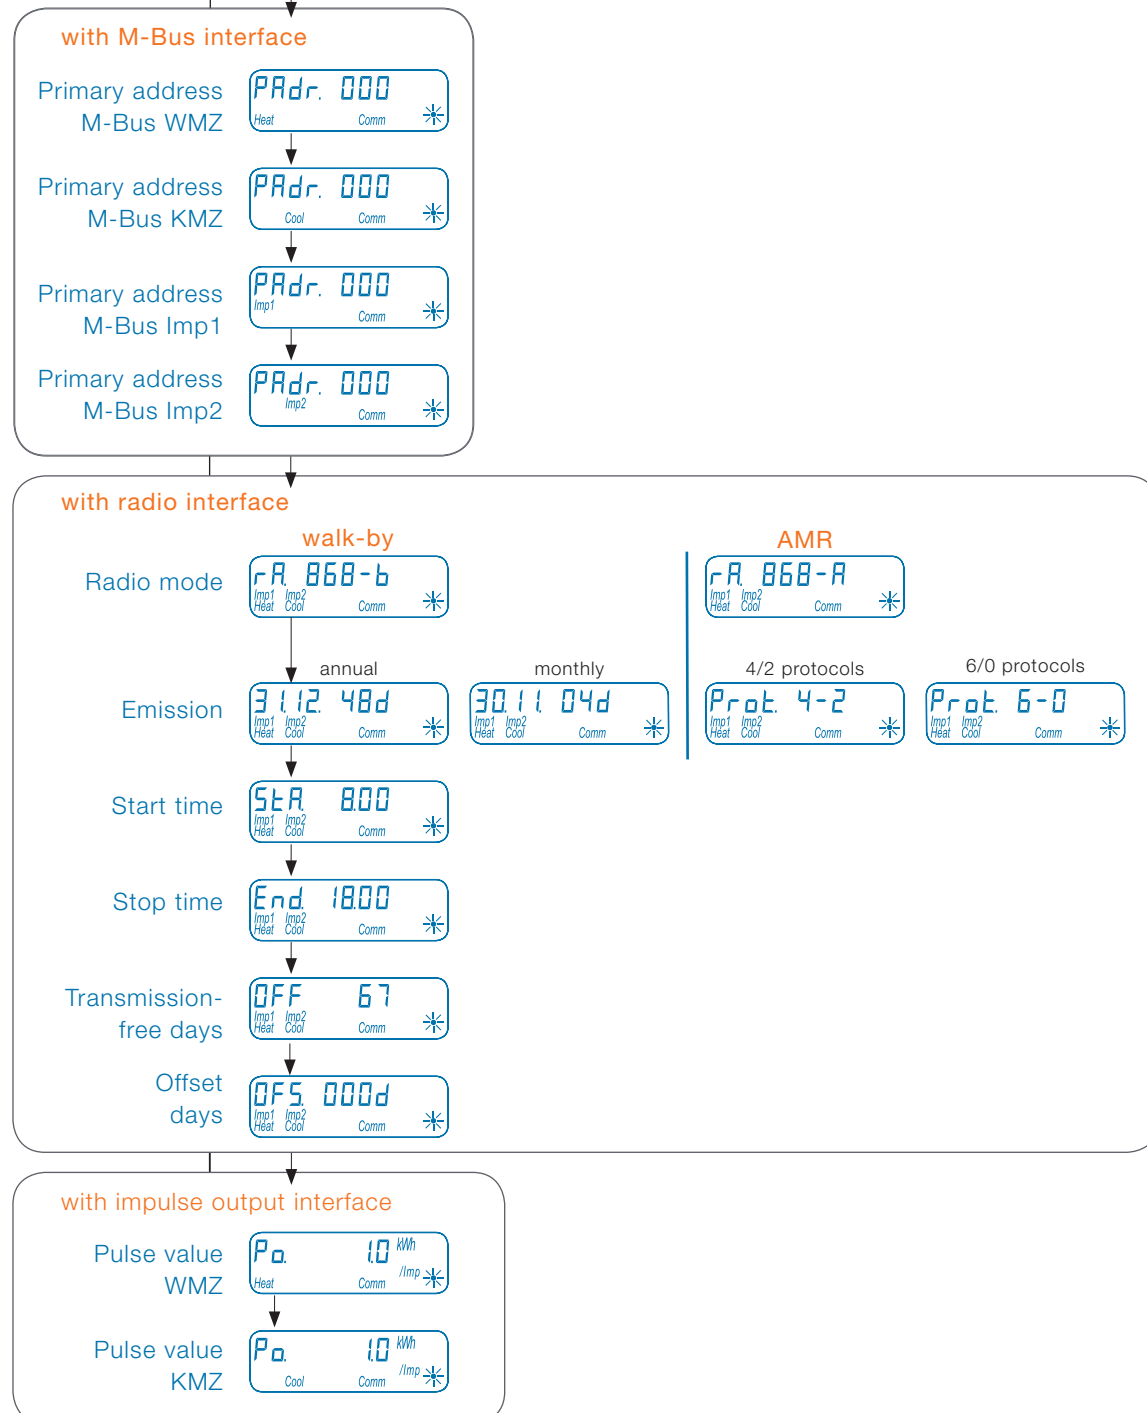 with M-Bus interface
Primary address
M-Bus WMZ
PAdr. 000
Heat Comm
Primary address
M-Bus KMZ
PAdr. 000
Cool Comm
Primary address
M-Bus Imp1
PAdr. 000
Imp1
Comm
Primary address
M-Bus Imp2
PAdr. 000
Imp2
Comm
with radio interface
walk-by AMR
Radio mode
rA. 868-b
Imp1 Imp2
Heat Cool Comm
rA. 868-A
Imp1 Imp2
Heat Cool Comm
annual monthly 4/2 protocols 6/0 protocols
Emission
31.12. 48d
Imp1 Imp2
Heat Cool Comm
30.11. 04d
Imp1 Imp2
Heat Cool Comm
Prot. 4-2
Imp1 Imp2
Heat Cool Comm
Prot. 6-0
Imp1 Imp2
Heat Cool Comm
Start time
StA. 8.00
Imp1 Imp2
Heat Cool Comm
Stop time
End. 18.00
Imp1 Imp2
Heat Cool Comm
Transmission-
free days
OFF 67
Imp1 Imp2
Heat Cool Comm
Offset
days
OFS. 000d
Imp1 Imp2
Heat Cool Comm
with impulse output interface
Pulse value
WMZ
Po. 1.0 kWh
/Imp
Heat Comm
Pulse value
KMZ
Po. 1.0 kWh
/Imp
Cool Comm